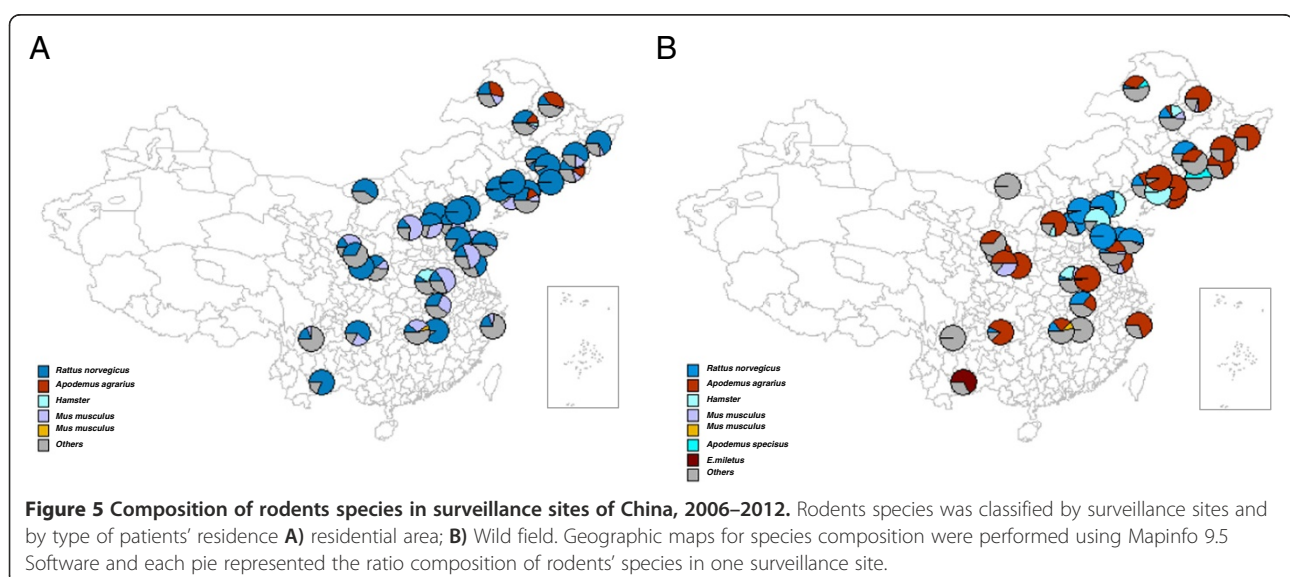 A
B
Rattus norvegicus
Apodemus agrarius
Hamster
Mus musculus
Mus musculus
Others
Rattus norvegicus
Apodemus agrarius
Hamster
Mus musculus
Mus musculus
Apodemus specisus
E.miletus
Others
Figure 5 Composition of rodents species in surveillance sites of China, 2006–2012. Rodents species was classified by surveillance sites and
by type of patients' residence A) residential area; B) Wild field. Geographic maps for species composition were performed using Mapinfo 9.5
Software and each pie represented the ratio composition of rodents' species in one surveillance site.